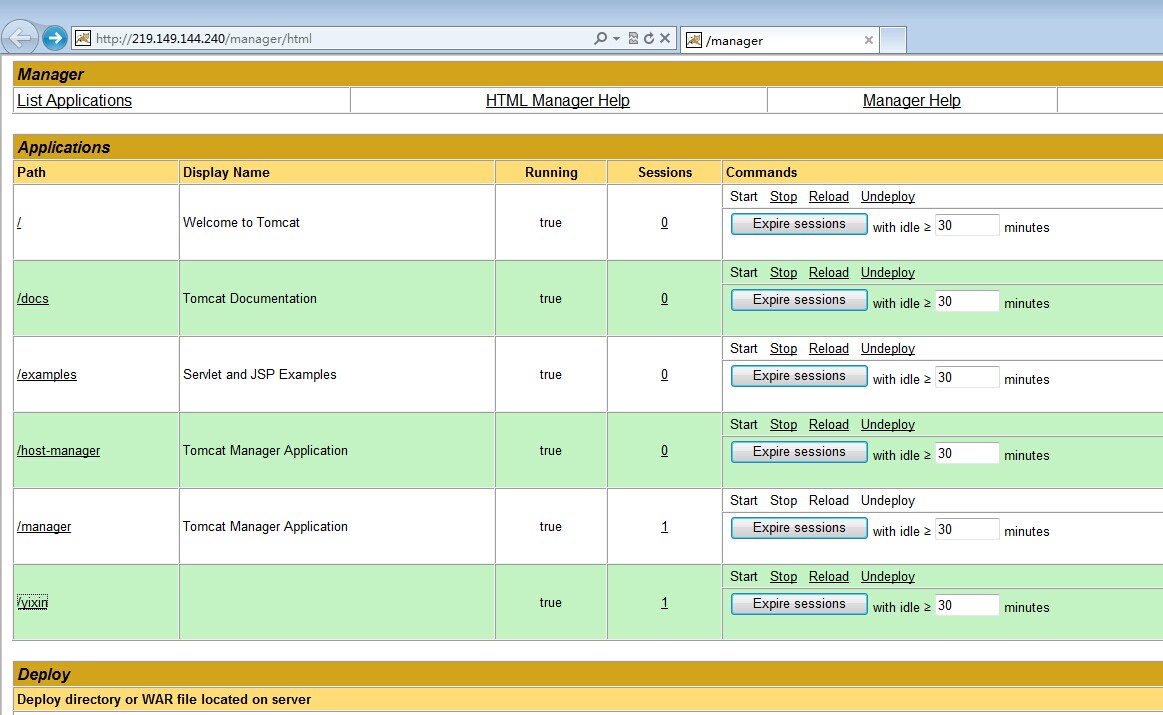 http://219.149.144.240/manager/html
/manager
Manager
List Applications HTML Manager Help Manager Help
Applications
Path Display Name Running Sessions Commands
Start Stop Reload Undeploy
/ Welcome to Tomcat true 0
Expire sessions with idle ≥ 30 minutes
Start Stop Reload Undeploy
/docs Tomcat Documentation true 0
Expire sessions with idle ≥ 30 minutes
Start Stop Reload Undeploy
/examples Servlet and JSP Examples true 0
Expire sessions with idle ≥ 30 minutes
Start Stop Reload Undeploy
/host-manager Tomcat Manager Application true 0
Expire sessions with idle ≥ 30 minutes
Start Stop Reload Undeploy
/manager Tomcat Manager Application true 1
Expire sessions with idle ≥ 30 minutes
Start Stop Reload Undeploy
/yixin true 1
Expire sessions with idle ≥ 30 minutes
Deploy
Deploy directory or WAR file located on server